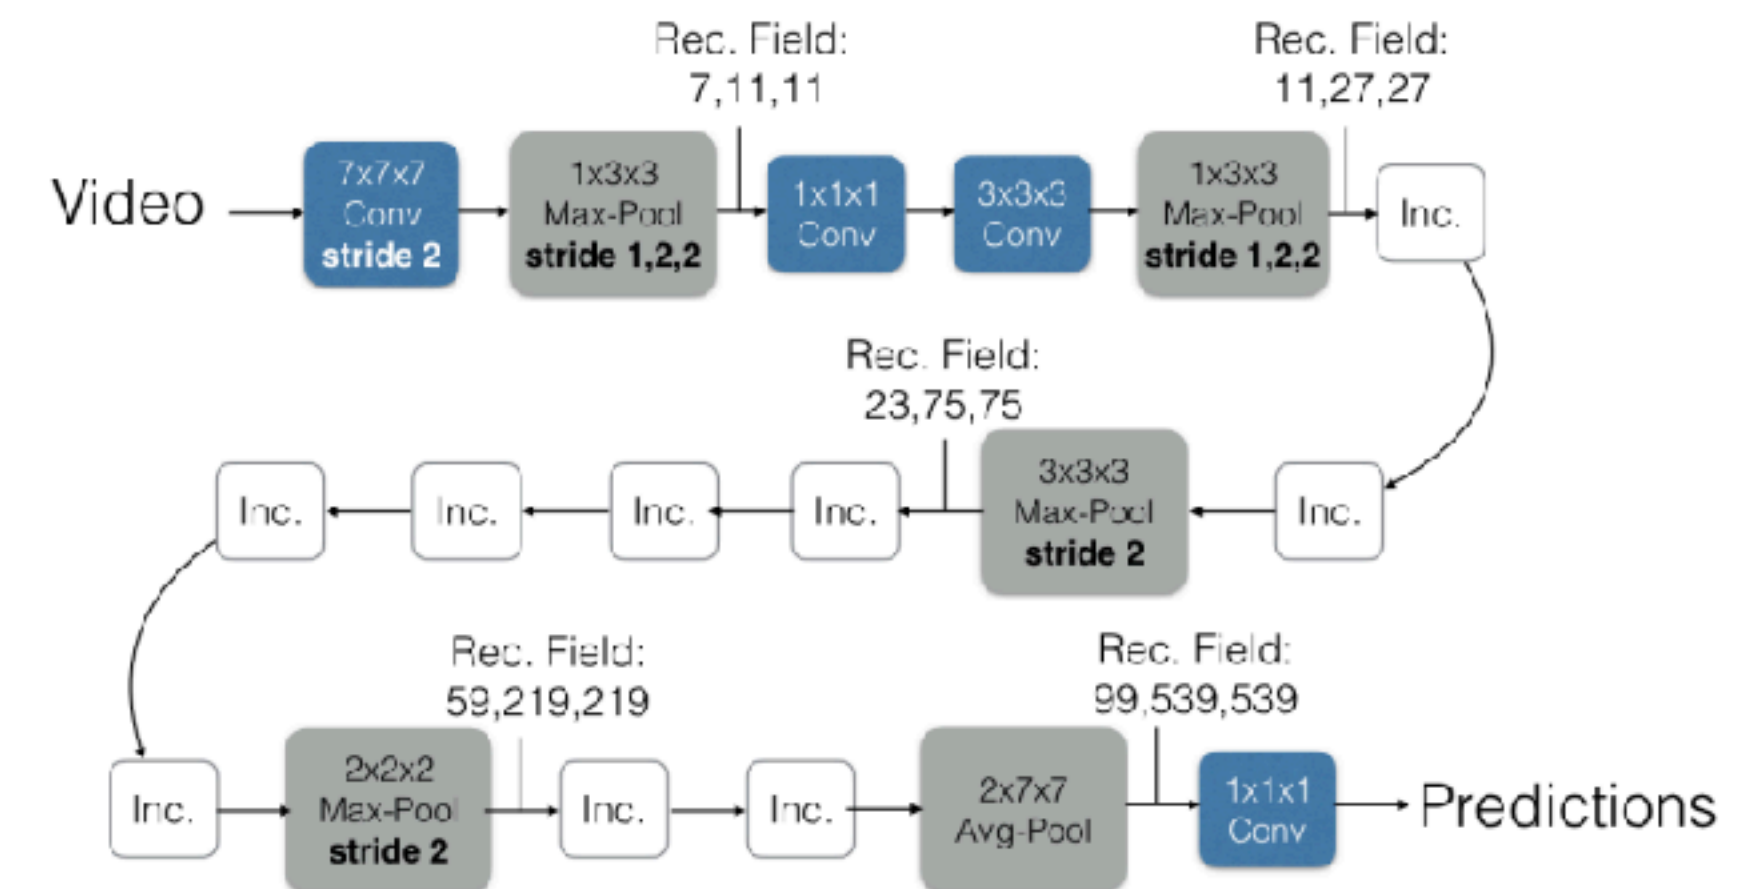 Rec. Field:
7,11,11
Rec. Field:
11,27,27
Video
7x7x7
Conv
stride 2
1x3x3
Max-Pool
stride 1,2,2
1x1x1
Conv
3x3x3
Conv
1x3x3
Max-Pool
stride 1,2,2
Inc.
Rec. Field:
23,75,75
Inc.
3x3x3
Max-Pool
stride 2
Inc.
Inc.
Inc.
Inc.
Rec. Field:
59,219,219
Rec. Field:
99,539,539
Inc.
2x2x2
Max-Pool
stride 2
Inc.
Inc.
2x7x7
Avg-Pool
1x1x1
Conv
Predictions